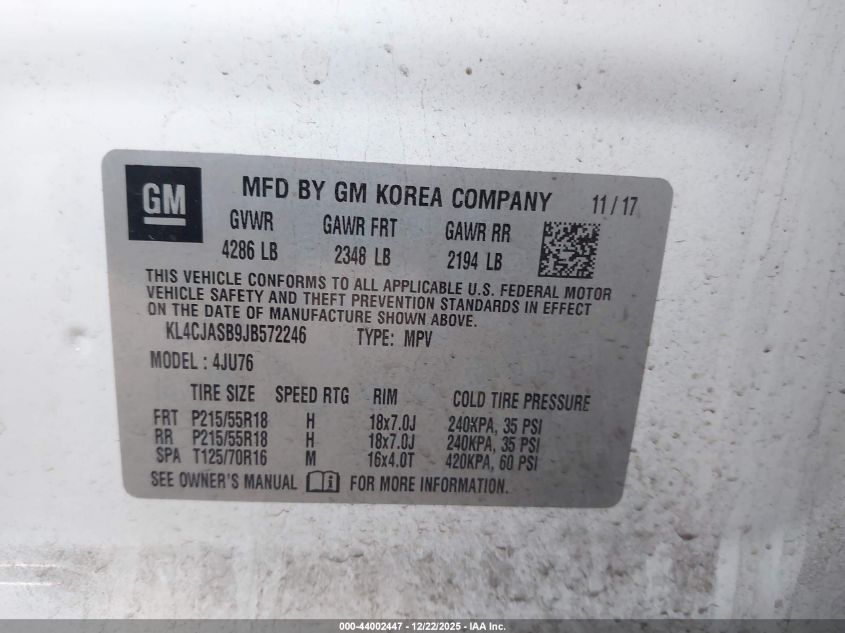 GM MFD BY GM KOREA COMPANY 11 / 17
GVWR GAWR FRT GAWR RR
4286 LB 2348 LB 2194 LB
THIS VEHICLE CONFORMS TO ALL APPLICABLE U.S. FEDERAL MOTOR
VEHICLE SAFETY AND THEFT PREVENTION STANDARDS IN EFFECT
ON THE DATE OF MANUFACTURE SHOWN ABOVE.
KL4CJASB9JB572246 TYPE: MPV
MODEL : 4JU76
TIRE SIZE SPEED RTG RIM COLD TIRE PRESSURE
FRT P215/55R18 H 18x7.0J 240KPA, 35 PSI
RR P215/55R18 H 18x7.0J 240KPA, 35 PSI
SPA T125/70R16 M 16x4.0T 420KPA, 60 PSI
SEE OWNER'S MANUAL FOR MORE INFORMATION.
000-44002447 - 12/22/2025 - IAA Inc.